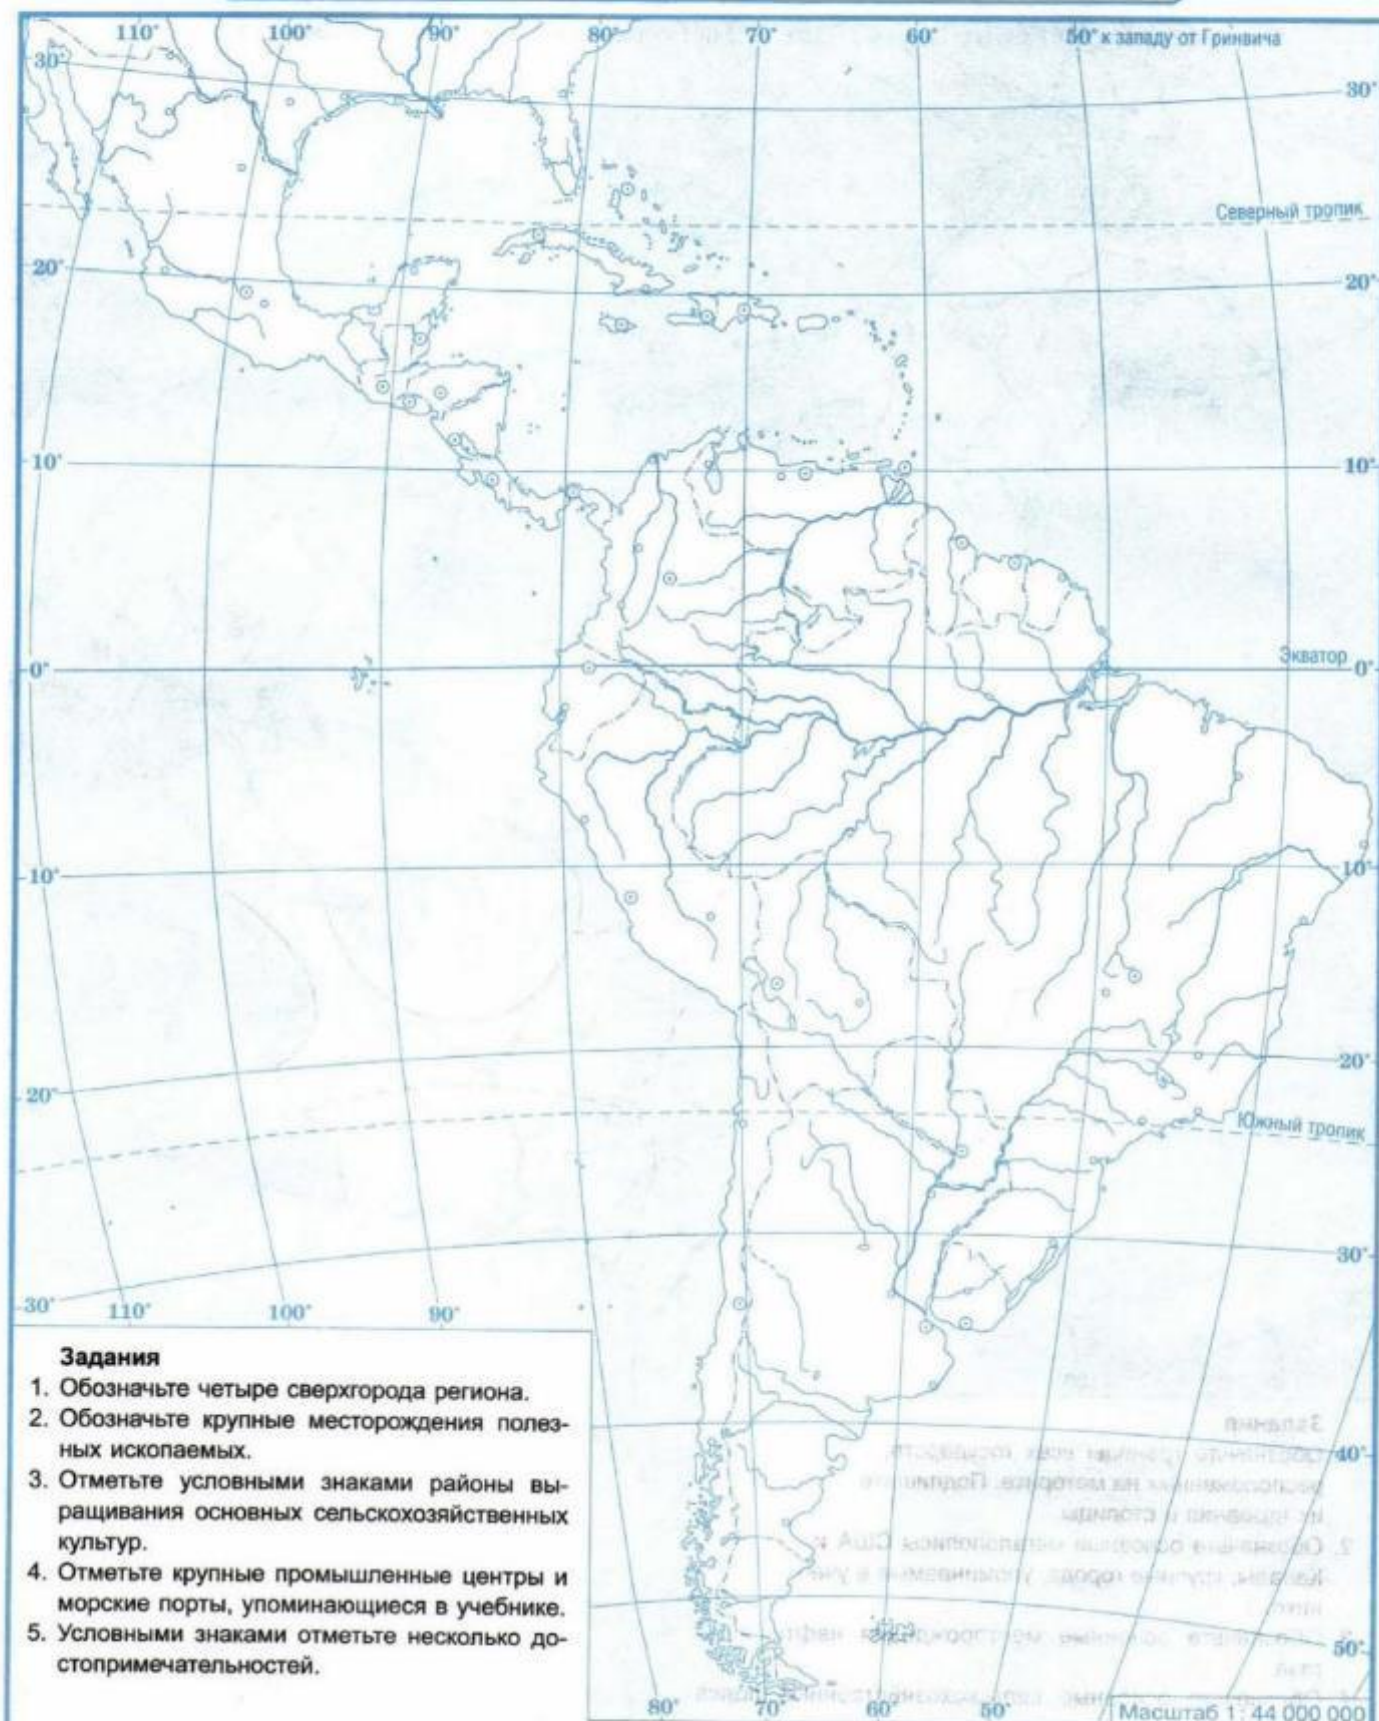 110° 100° 90° 80° 70° 60° 50° к западу от Гринвича
30° 30°
Северный тропик
20° 20°
10° 10°
Экватор
0° 0°
10° 10°
20° 20°
Южный тропик
30° 30°
110° 100° 90°
Задания
1. Обозначьте четыре сверхгорода региона.
2. Обозначьте крупные месторождения полез-
ных ископаемых.
3. Отметьте условными знаками районы вы-
ращивания основных сельскохозяйственных
культур.
4. Отметьте крупные промышленные центры и
морские порты, упоминающиеся в учебнике.
5. Условными знаками отметьте несколько до-
стопримечательностей.
40°
50°
80° 70° 60° 50°
Масштаб 1 : 44 000 000